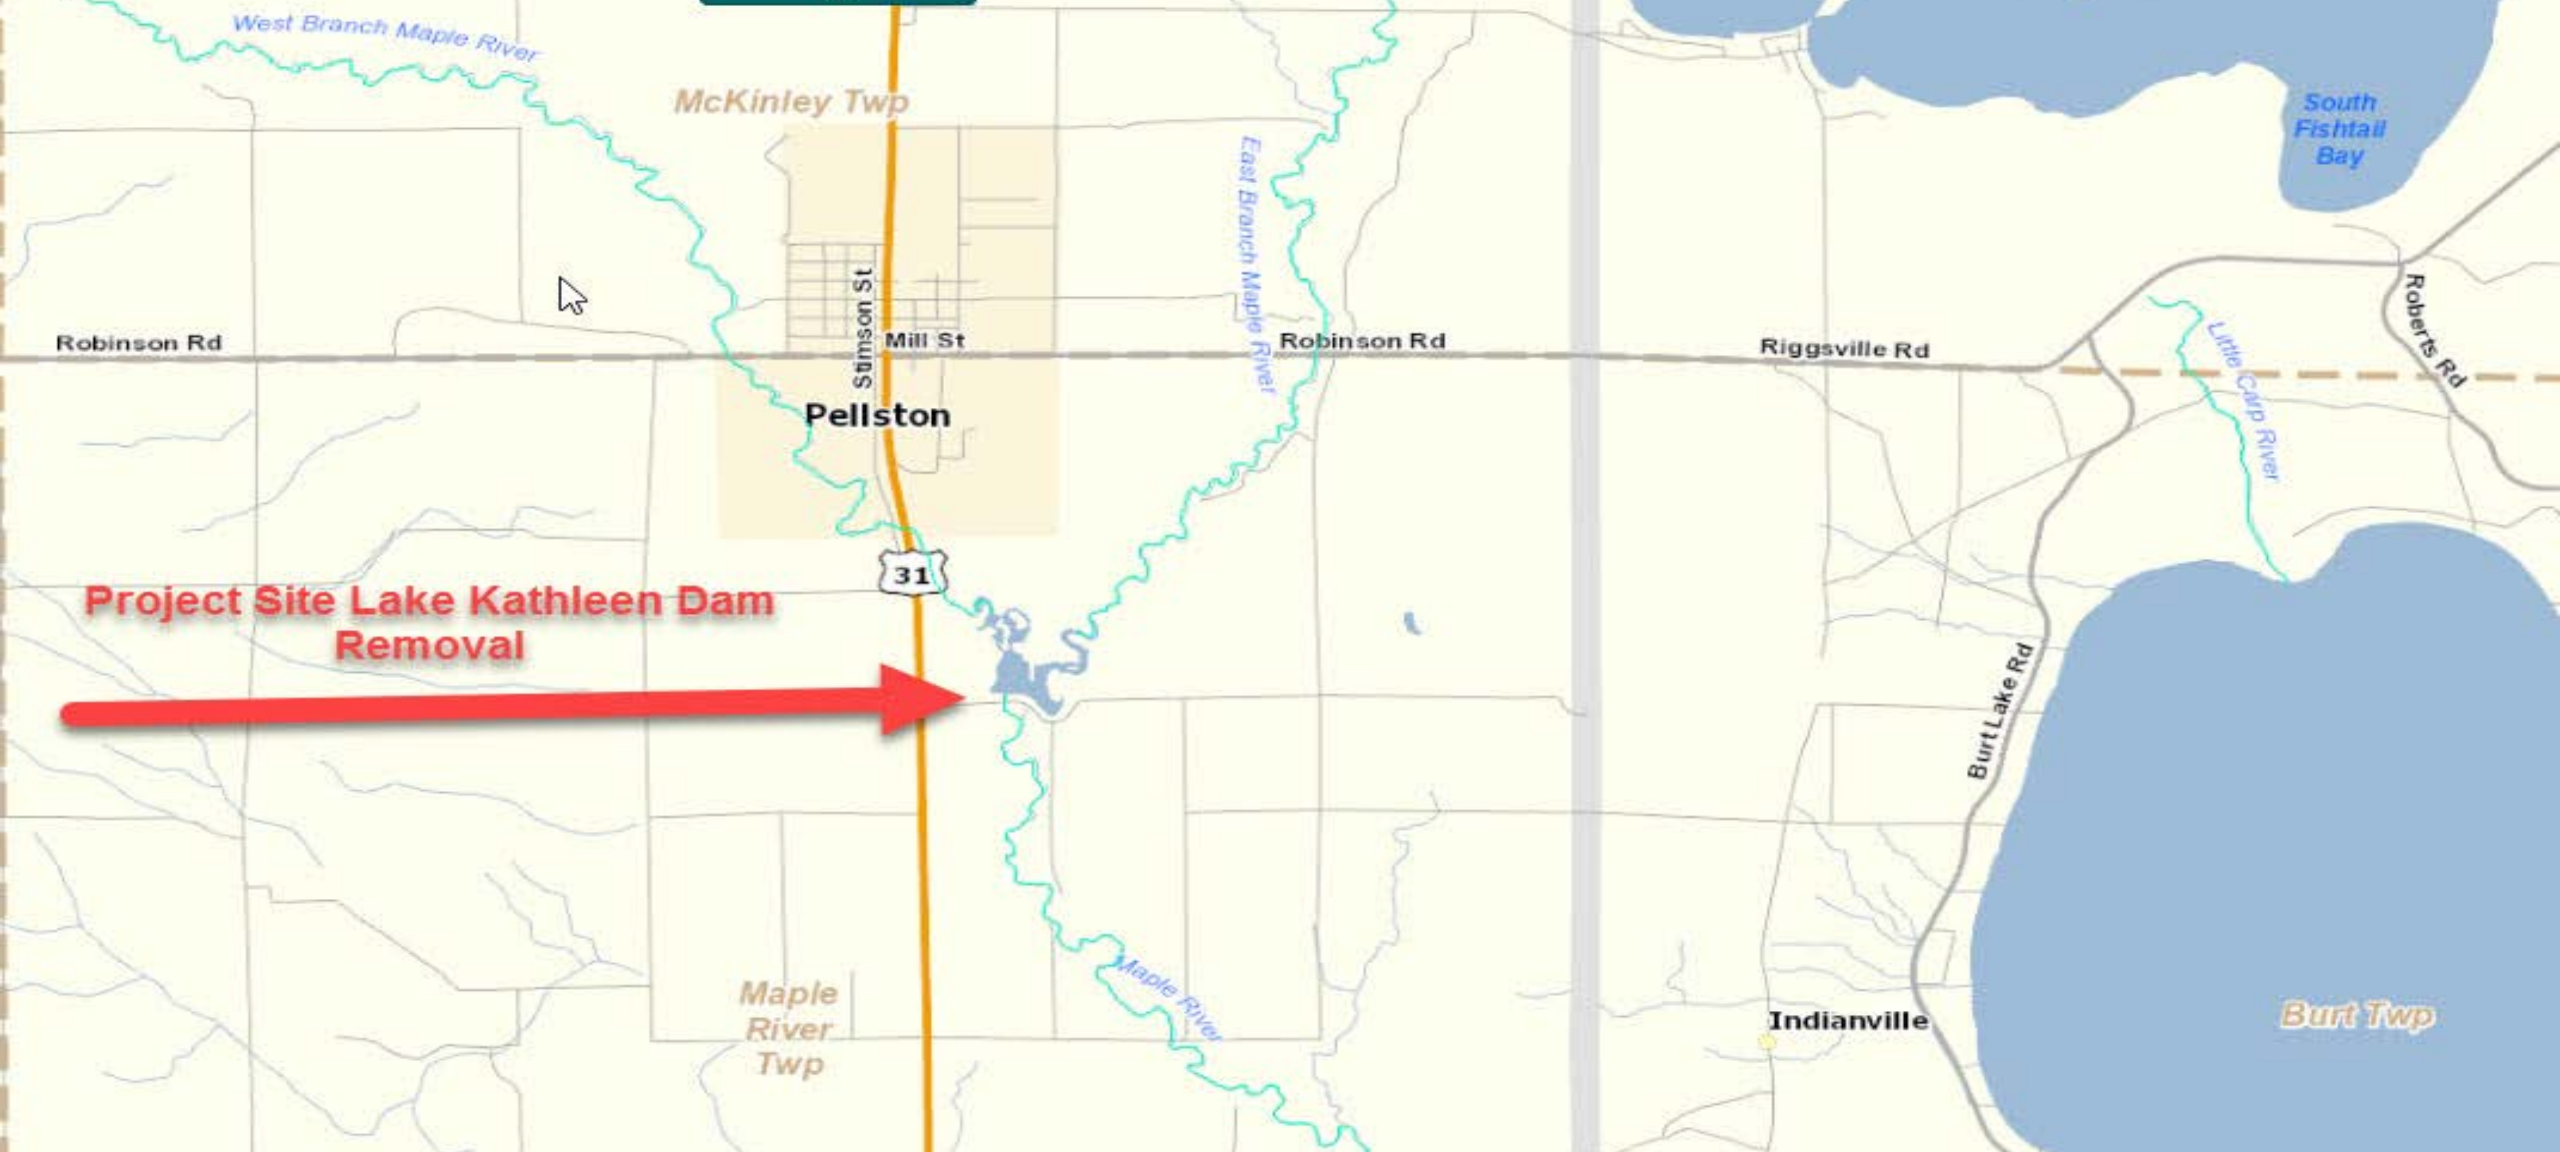 West Branch Maple River
McKinley Twp
South
Fishtail
Bay
East Branch Maple River
Stimson St
Robinson Rd
Mill St
Robinson Rd
Riggsville Rd
Roberts Rd
Little Carp River
Pellston
31
Project Site Lake Kathleen Dam
Removal
Burt Lake Rd
Maple River
Maple
River
Twp
Indianville
Burt Twp